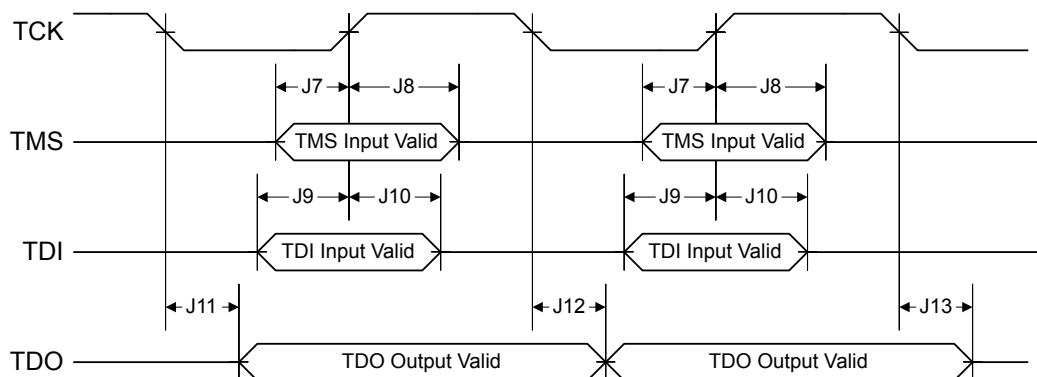 TCK
J7 J8 J7 J8
TMS TMS Input Valid TMS Input Valid
J9 J10 J9 J10
TDI TDI Input Valid TDI Input Valid
J11 J12 J13
TDO TDO Output Valid TDO Output Valid